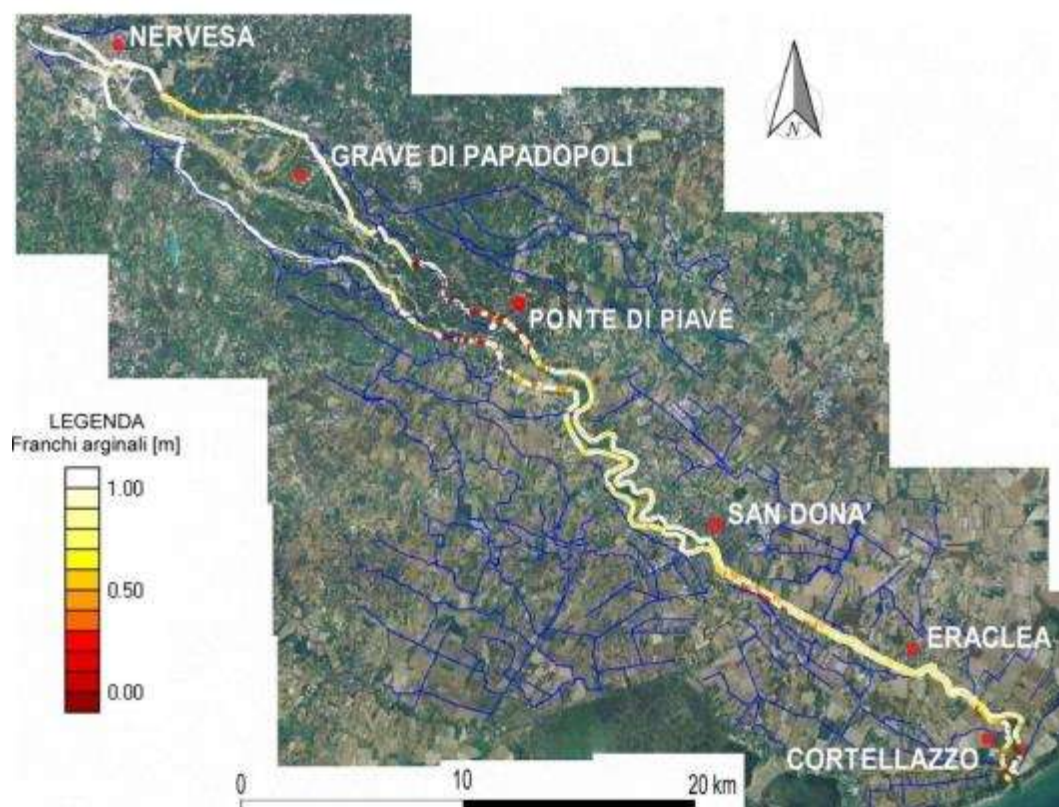 NERVESA
N
GRAVE DI PAPADOPOLI
PONTE DI PIAVE
LEGENDA
Franchi arginali [m]
1.00
0.50
0.00
SAN DONA'
ERACLEA
CORTELLAZZO
0 10 20 km